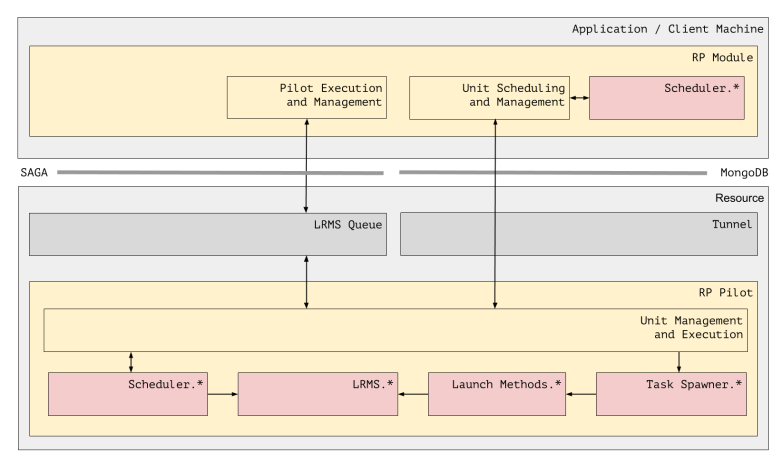 Application / Client Machine
RP Module
Pilot Execution
and Management
Unit Scheduling
and Management
Scheduler.*
SAGA
MongoDB
Resource
LRMS Queue
Tunnel
RP Pilot
Unit Management
and Execution
Scheduler.*
LRMS.*
Launch Methods.*
Task Spawner.*